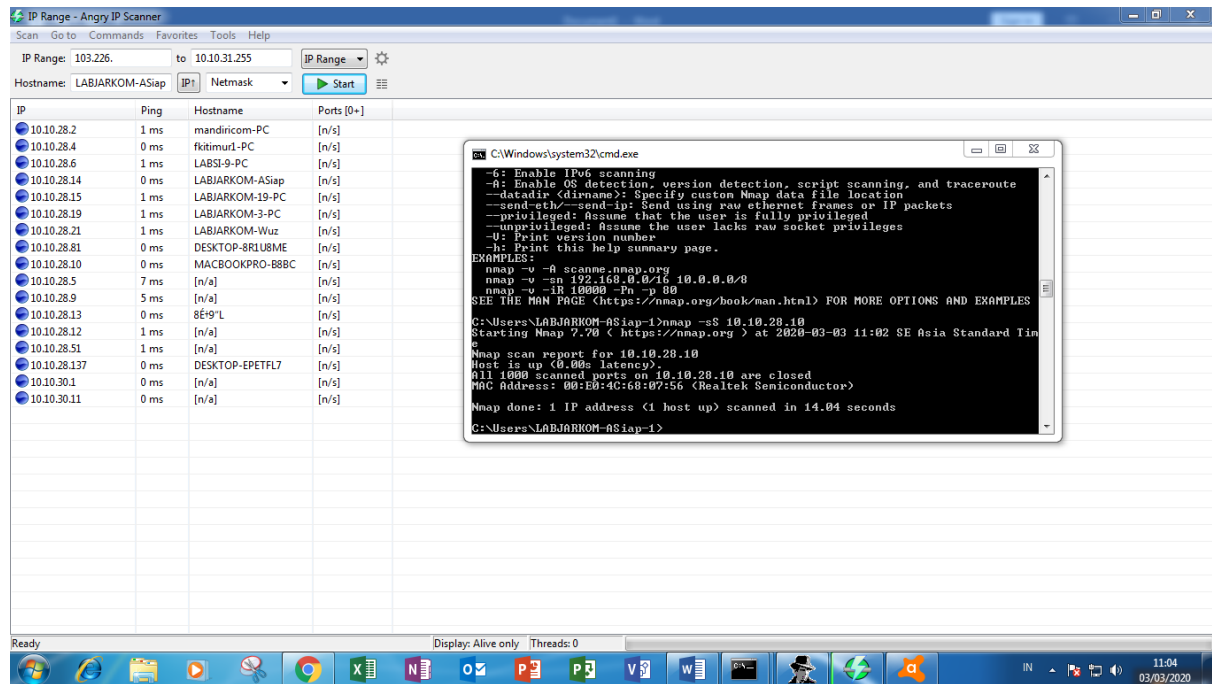 IP Range - Angry IP Scanner
Scan Go to Commands Favorites Tools Help
IP Range: 103.226. to 10.10.31.255 IP Range
Hostname: LABJARKOM-ASiap IP↑ Netmask Start
IP Ping Hostname Ports [0+]
10.10.28.2 1 ms mandiricom-PC [n/s]
10.10.28.4 0 ms fkitimur1-PC [n/s]
10.10.28.6 1 ms LABSI-9-PC [n/s]
10.10.28.14 0 ms LABJARKOM-ASiap [n/s]
10.10.28.15 1 ms LABJARKOM-19-PC [n/s]
10.10.28.19 1 ms LABJARKOM-3-PC [n/s]
10.10.28.21 1 ms LABJARKOM-Wuz [n/s]
10.10.28.81 0 ms DESKTOP-8R1U8ME [n/s]
10.10.28.10 0 ms MACBOOKPRO-B8BC [n/s]
10.10.28.5 7 ms [n/a] [n/s]
10.10.28.9 5 ms [n/a] [n/s]
10.10.28.13 0 ms [n/s]
10.10.28.12 1 ms [n/a] [n/s]
10.10.28.51 1 ms [n/a] [n/s]
10.10.28.137 0 ms DESKTOP-EPETFL7 [n/s]
10.10.30.1 0 ms [n/a] [n/s]
10.10.30.11 0 ms [n/a] [n/s]
C:\Windows\system32\cmd.exe
-6: Enable IPv6 scanning
-A: Enable OS detection, version detection, script scanning, and traceroute
--datadir <dirname>: Specify custom Nmap data file location
--send-eth/--send-ip: Send using raw ethernet frames or IP packets
--privileged: Assume that the user is fully privileged
--unprivileged: Assume the user lacks raw socket privileges
-V: Print version number
-h: Print this help summary page.
EXAMPLES:
nmap -v -A scanme.nmap.org
nmap -v -sn 192.168.0.0/16 10.0.0.0/8
nmap -v -iR 10000 -Pn -p 80
SEE THE MAN PAGE (https://nmap.org/book/man.html) FOR MORE OPTIONS AND EXAMPLES
C:\Users\LABJARKOM-ASiap-1>nmap -sS 10.10.28.10
Starting Nmap 7.70 ( https://nmap.org ) at 2020-03-03 11:02 SE Asia Standard Tim
e
Nmap scan report for 10.10.28.10
Host is up (0.00s latency).
All 1000 scanned ports on 10.10.28.10 are closed
MAC Address: 00:E0:4C:68:07:56 (Realtek Semiconductor)
Nmap done: 1 IP address (1 host up) scanned in 14.04 seconds
C:\Users\LABJARKOM-ASiap-1>
Ready Display: Alive only Threads: 0
IN 11:04
03/03/2020